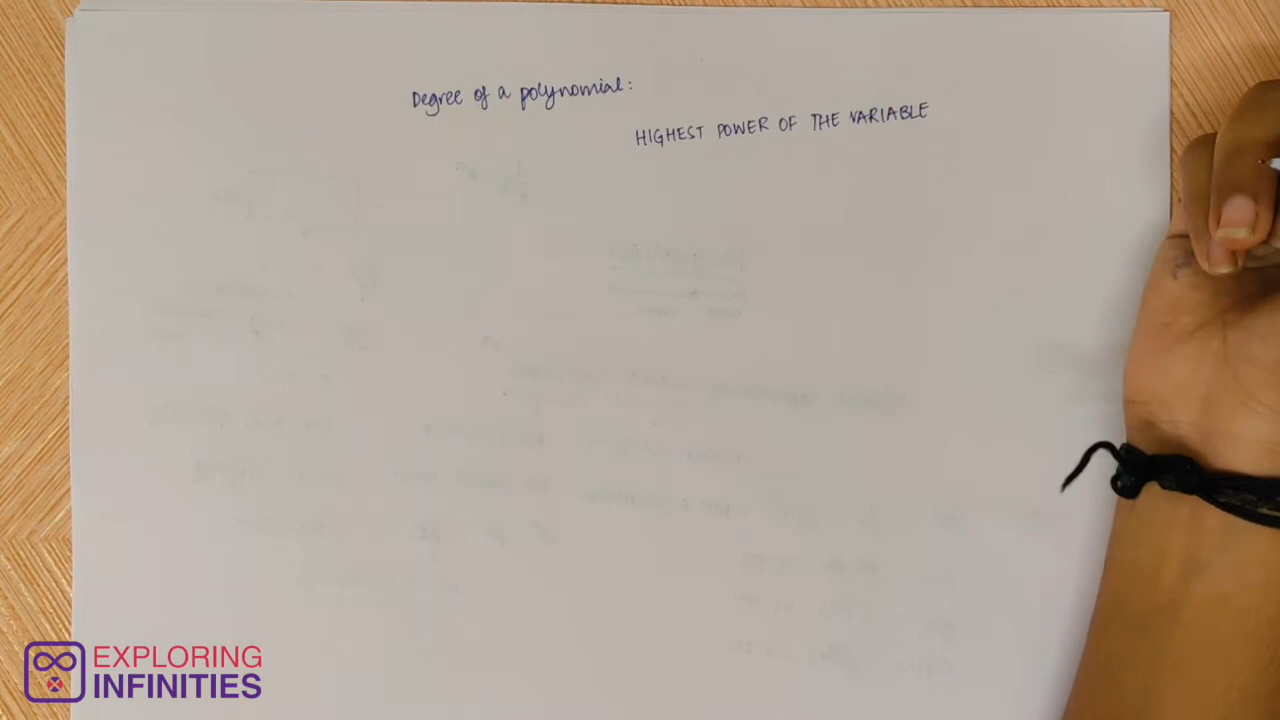 Degree of a polynomial:
HIGHEST POWER OF THE VARIABLE
EXPLORING
INFINITIES